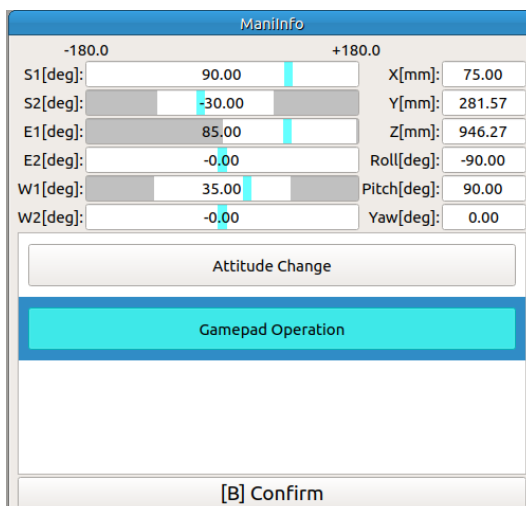 ManiInfo
-180.0 +180.0
S1[deg]: 90.00 X[mm]: 75.00
S2[deg]: -30.00 Y[mm]: 281.57
E1[deg]: 85.00 Z[mm]: 946.27
E2[deg]: -0.00 Roll[deg]: -90.00
W1[deg]: 35.00 Pitch[deg]: 90.00
W2[deg]: -0.00 Yaw[deg]: 0.00
Attitude Change
Gamepad Operation
[B] Confirm